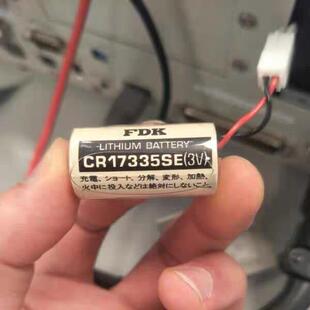 FDK
LITHIUM BATTERY
CR17335SE(3V)
充電、ショート、分解、変形、加熱、
火中に投入などは絶対にしないこと。